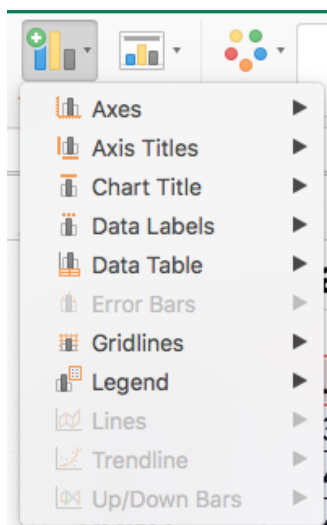 Axes
Axis Titles
Chart Title
Data Labels
Data Table
Error Bars
Gridlines
Legend
Lines
Trendline
Up/Down Bars